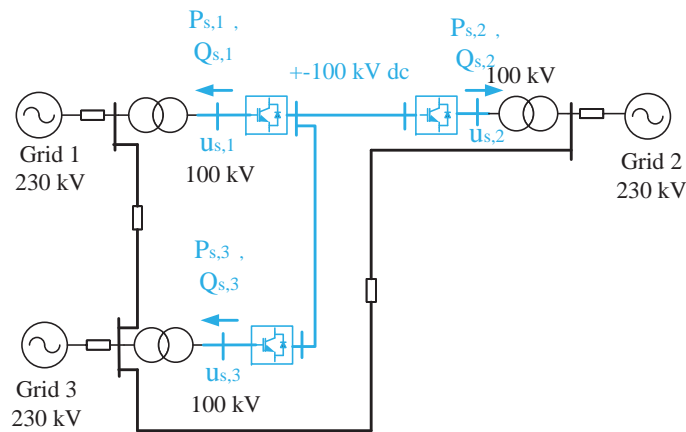 Ps,1 ,
Qs,1
+-100 kV dc
Ps,2 ,
Qs,2
100 kV
us,1
100 kV
us,2
Grid 1
230 kV
Grid 2
230 kV
Ps,3 ,
Qs,3
us,3
100 kV
Grid 3
230 kV